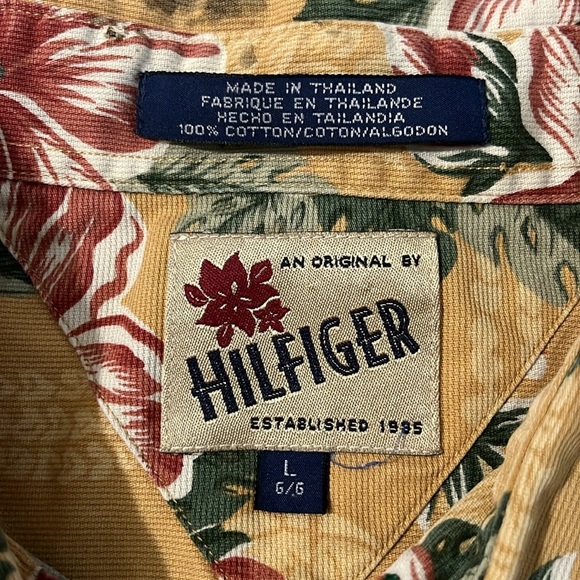 MADE IN THAILAND
FABRIQUE EN THAILANDE
HECHO EN TAILANDIA
100% COTTON/COTON/ALGODON
AN ORIGINAL BY
HILFIGER
ESTABLISHED 1985
L
G/G